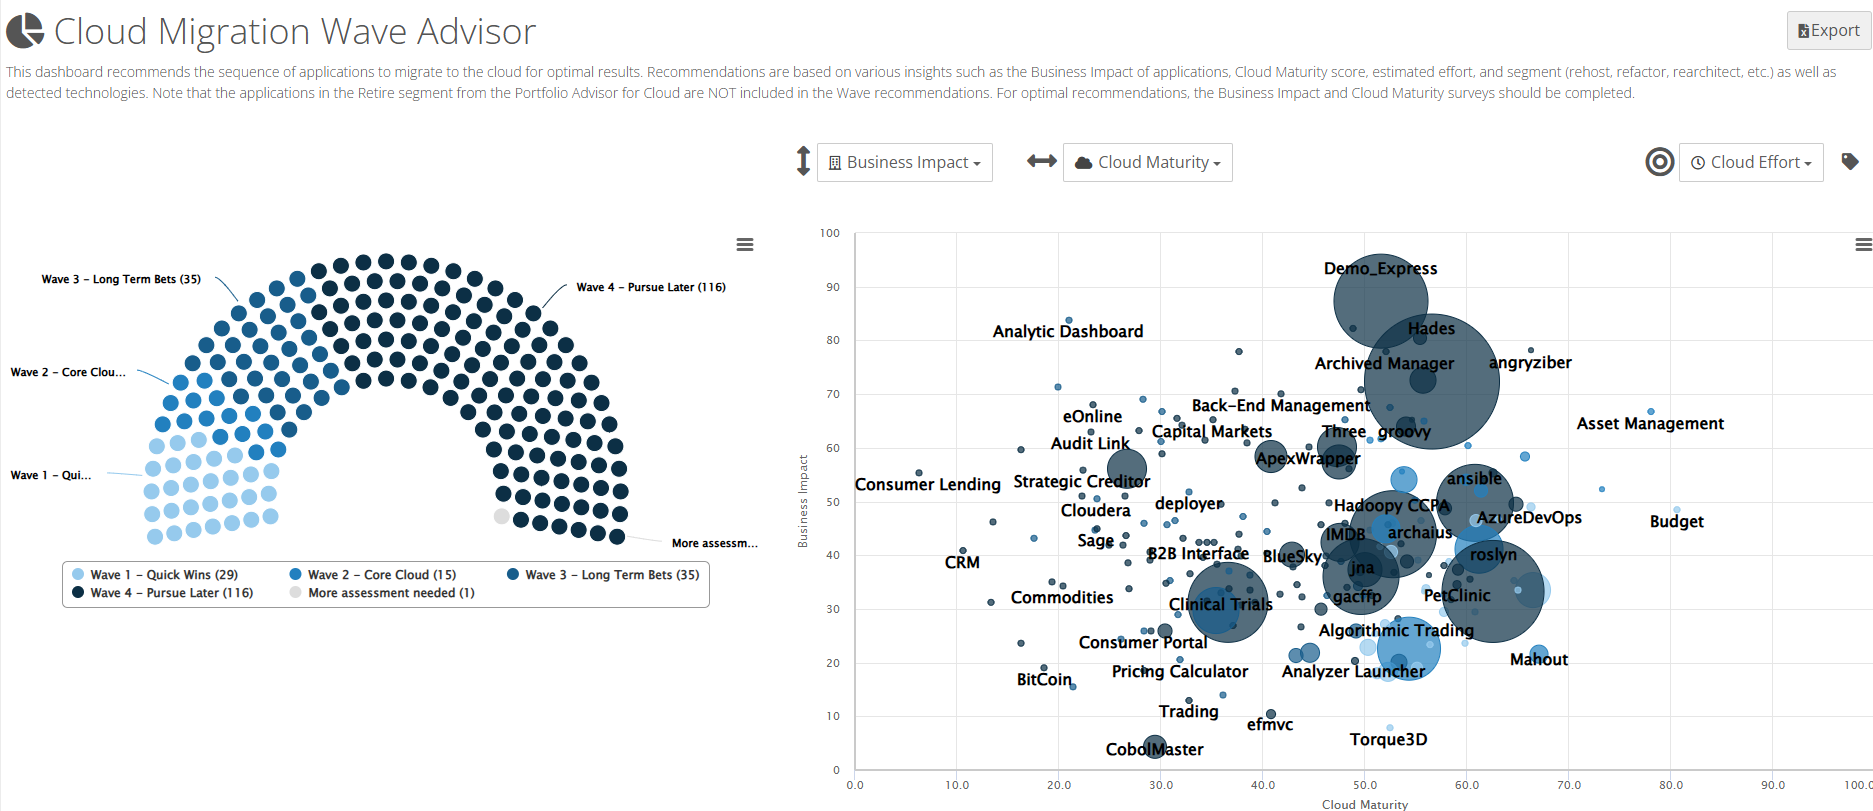 Cloud Migration Wave Advisor
Export
This dashboard recommends the sequence of applications to migrate to the cloud for optimal results. Recommendations are based on various insights such as the Business Impact of applications, Cloud Maturity score, estimated effort, and segment (rehost, refactor, rearchitect, etc.) as well as
detected technologies. Note that the applications in the Retire segment from the Portfolio Advisor for Cloud are NOT included in the Wave recommendations. For optimal recommendations, the Business Impact and Cloud Maturity surveys should be completed.
Business Impact
Cloud Maturity
Cloud Effort
Wave 3 - Long Term Bets (35)
Wave 4 - Pursue Later (116)
Wave 2 - Core Clou...
Wave 1 - Qui...
More assessm...
Wave 1 - Quick Wins (29)
Wave 2 - Core Cloud (15)
Wave 3 - Long Term Bets (35)
Wave 4 - Pursue Later (116)
More assessment needed (1)
Business Impact
100
90
80
70
60
50
40
30
20
10
0
Demo_Express
Hades
Analytic Dashboard
Archived Manager
angryziber
Back-End Management
eOnline
Asset Management
Capital Markets
Three
groovy
Audit Link
ApexWrapper
Strategic Creditor
ansible
Consumer Lending
deployer
Hadoopy
CCPA
Cloudera
AzureDevOps
Budget
IMDB
archaius
Sage
B2B Interface
BlueSky
roslyn
CRM
jna
Commodities
gacffp
PetClinic
Clinical Trials
Algorithmic Trading
Consumer Portal
Mahout
Pricing Calculator
Analyzer Launcher
BitCoin
Trading
efmvc
Torque3D
CobolMaster
0.0
10.0
20.0
30.0
40.0
50.0
60.0
70.0
80.0
90.0
100.0
Cloud Maturity